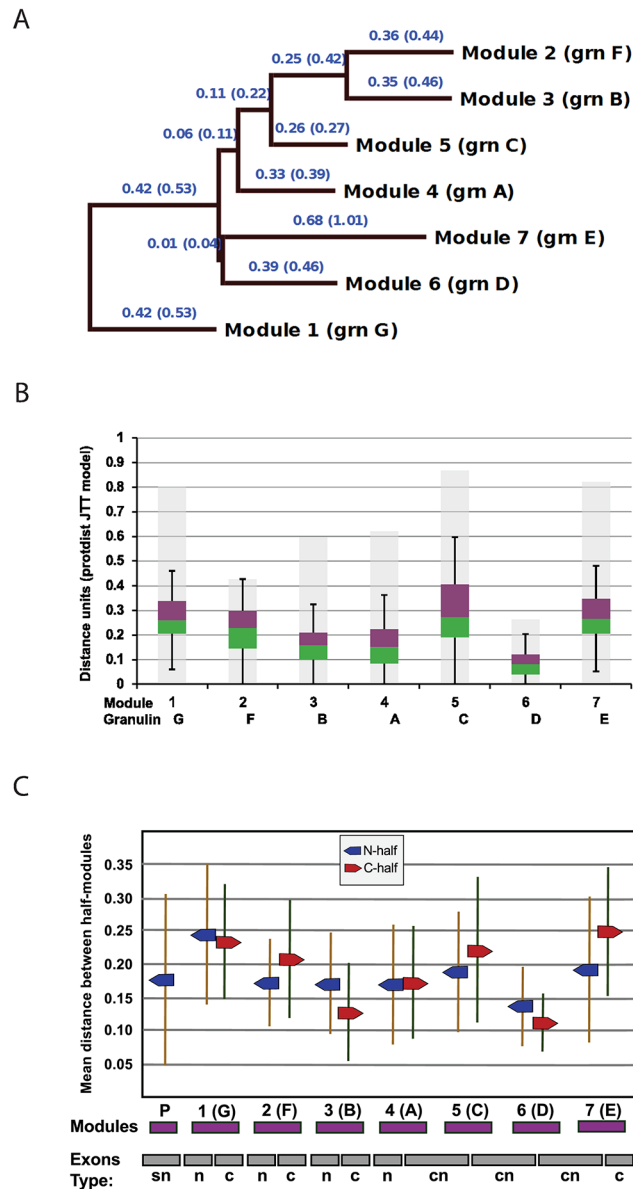 A
0.36 (0.44)
Module 2 (grn F)
0.25 (0.42)
0.35 (0.46)
Module 3 (grn B)
0.11 (0.22)
0.26 (0.27)
Module 5 (grn C)
0.06 (0.11)
0.33 (0.39)
Module 4 (grn A)
0.42 (0.53)
0.68 (1.01)
Module 7 (grn E)
0.01 (0.04)
0.39 (0.46)
Module 6 (grn D)
0.42 (0.53)
Module 1 (grn G)
B
Distance units (protdist JTT model)
1
0.9
0.8
0.7
0.6
0.5
0.4
0.3
0.2
0.1
0
Module 1 2 3 4 5 6 7
Granulin G F B A C D E
C
Mean distance between half-modules
N-half
C-half
0.35
0.30
0.25
0.20
0.15
0.10
0.05
P 1 (G) 2 (F) 3 (B) 4 (A) 5 (C) 6 (D) 7 (E)
Modules
Exons
Type: sn n c n c n c n cn cn cn c